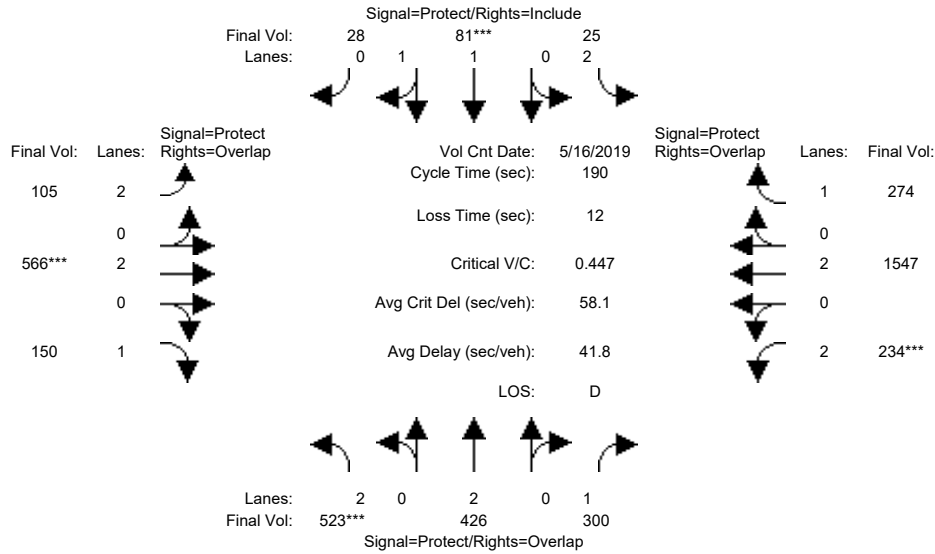 Signal=Protect/Rights=Include
Final Vol: 28 81*** 25
Lanes: 0 1 1 0 2
Signal=Protect Signal=Protect
Final Vol: Lanes: Rights=Overlap Vol Cnt Date: 5/16/2019 Rights=Overlap Lanes: Final Vol:
Cycle Time (sec): 190
105 2 1 274
Loss Time (sec): 12
0 0
566*** 2 Critical V/C: 0.447 2 1547
0 Avg Crit Del (sec/veh): 58.1 0
150 1 Avg Delay (sec/veh): 41.8 2 234***
LOS: D
Lanes: 2 0 2 0 1
Final Vol: 523*** 426 300
Signal=Protect/Rights=Overlap